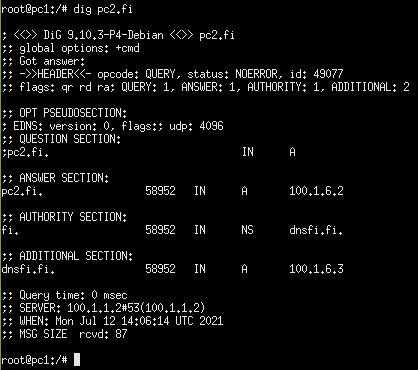 root@pc1:/# dig pc2.fi
; <<>> DiG 9.10.3-P4-Debian <<>> pc2.fi
;; global options: +cmd
;; Got answer:
;; ->>HEADER<<- opcode: QUERY, status: NOERROR, id: 49077
;; flags: qr rd ra; QUERY: 1, ANSWER: 1, AUTHORITY: 1, ADDITIONAL: 2
;; OPT PSEUDOSECTION:
; EDNS: version: 0, flags:; udp: 4096
;; QUESTION SECTION:
;pc2.fi. IN A
;; ANSWER SECTION:
pc2.fi. 58952 IN A 100.1.6.2
;; AUTHORITY SECTION:
fi. 58952 IN NS dnsfi.fi.
;; ADDITIONAL SECTION:
dnsfi.fi. 58952 IN A 100.1.6.3
;; Query time: 0 msec
;; SERVER: 100.1.1.2#53(100.1.1.2)
;; WHEN: Mon Jul 12 14:06:14 UTC 2021
;; MSG SIZE rcvd: 87
root@pc1:/#